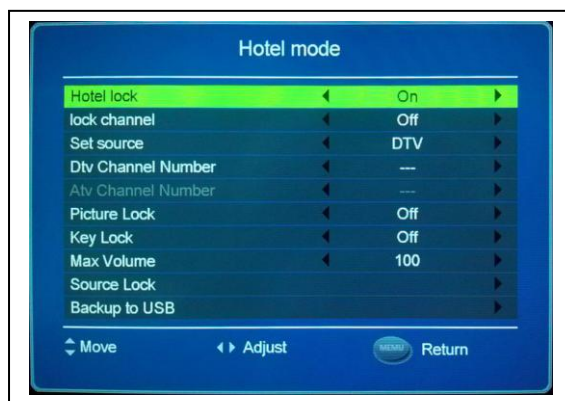 Hotel mode
Hotel lock On
lock channel Off
Set source DTV
Dtv Channel Number ---
Atv Channel Number ---
Picture Lock Off
Key Lock Off
Max Volume 100
Source Lock
Backup to USB
Move Adjust MENU Return